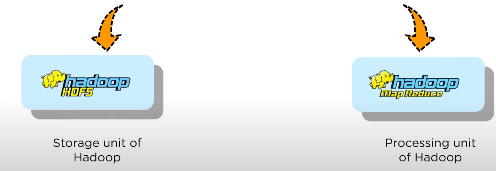 hadoop
HDFS
Storage unit of
Hadoop
hadoop
Map Reduce
Processing unit
of Hadoop